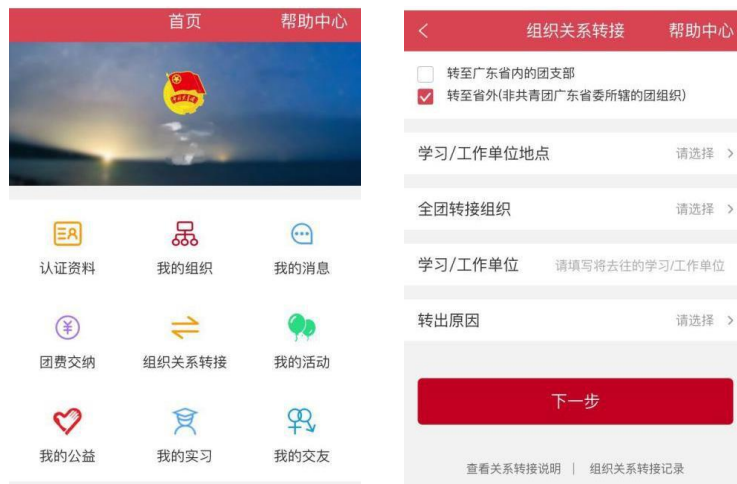 首页 帮助中心
认证资料 我的组织 我的消息
团费交纳 组织关系转接 我的活动
我的公益 我的实习 我的交友
组织关系转接 帮助中心
转至广东省内的团支部
转至省外(非共青团广东省委所辖的团组织)
学习/工作单位地点 请选择
全团转接组织 请选择
学习/工作单位 请填写将去往的学习/工作单位
转出原因 请选择
下一步
查看关系转接说明 | 组织关系转接记录